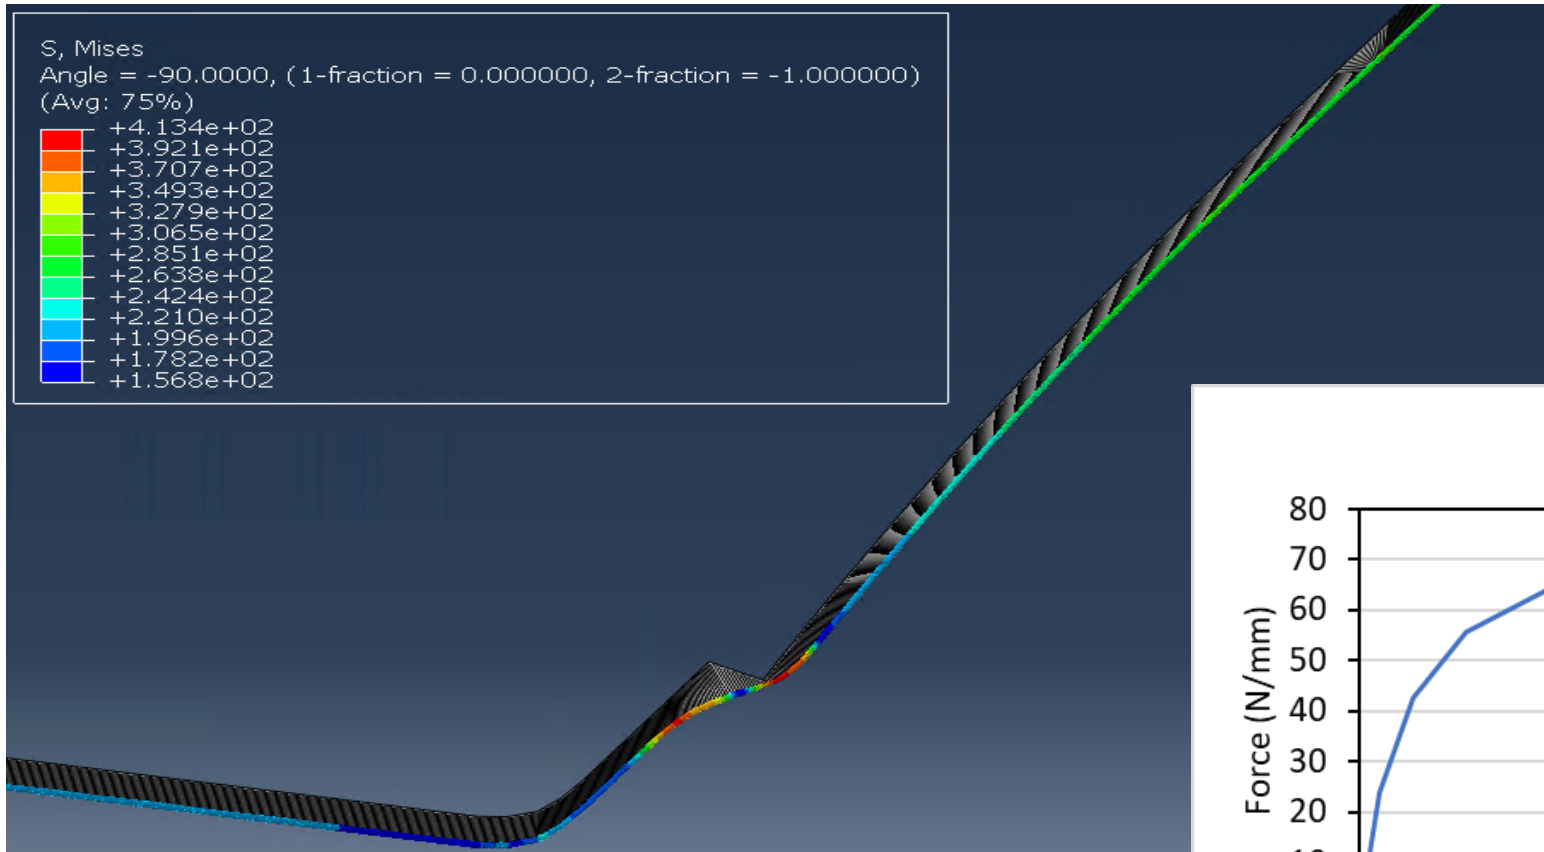 S, Mises
Angle = -90.0000, (1-fraction = 0.000000, 2-fraction = -1.000000)
(Avg: 75%)
+4.134e+02
+3.921e+02
+3.707e+02
+3.493e+02
+3.279e+02
+3.065e+02
+2.851e+02
+2.638e+02
+2.424e+02
+2.210e+02
+1.996e+02
+1.782e+02
+1.568e+02
80
70
60
50
40
30
20
Force (N/mm)